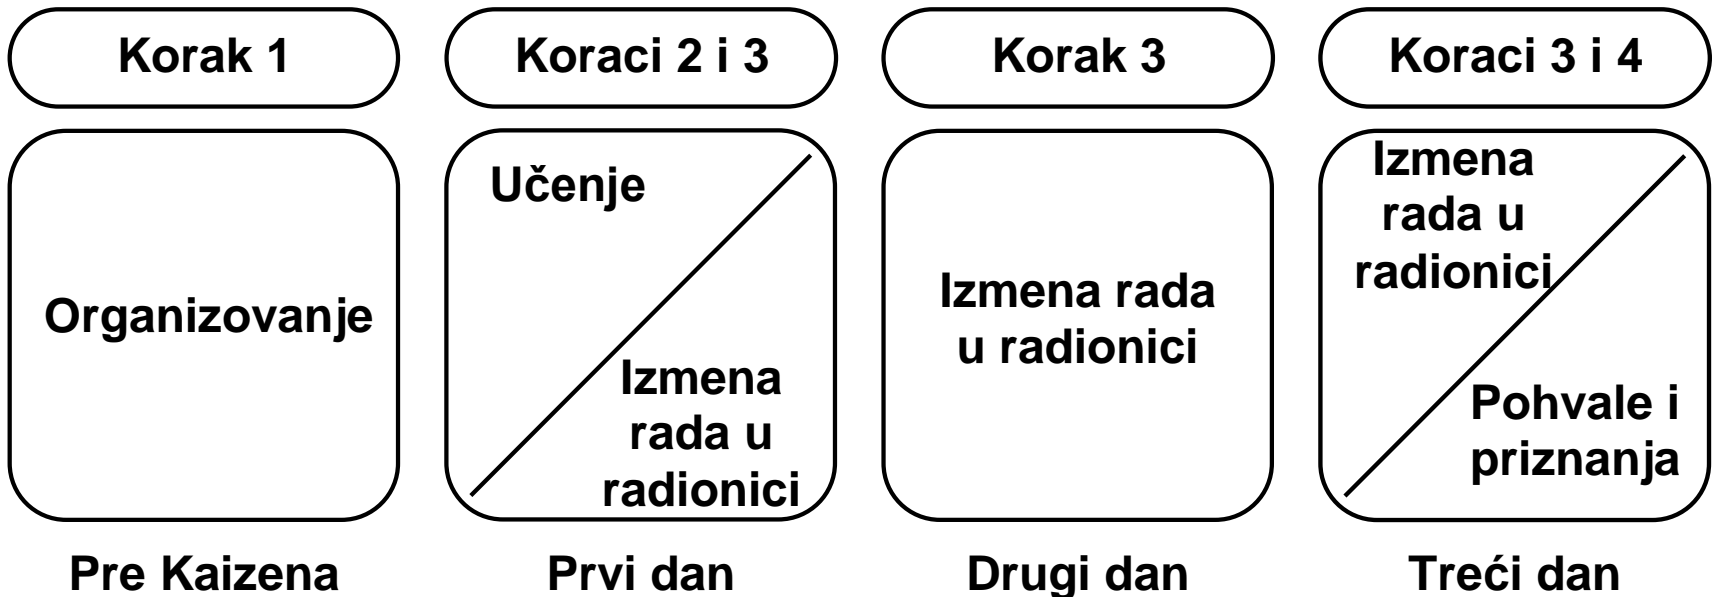 Korak 1
Koraci 2 i 3
Korak 3
Koraci 3 i 4
Organizovanje
Učenje
Izmena
rada u
radionici
Izmena rada
u radionici
Izmena
rada u
radionici
Pohvale i
priznanja
Pre Kaizena
Prvi dan
Drugi dan
Treći dan